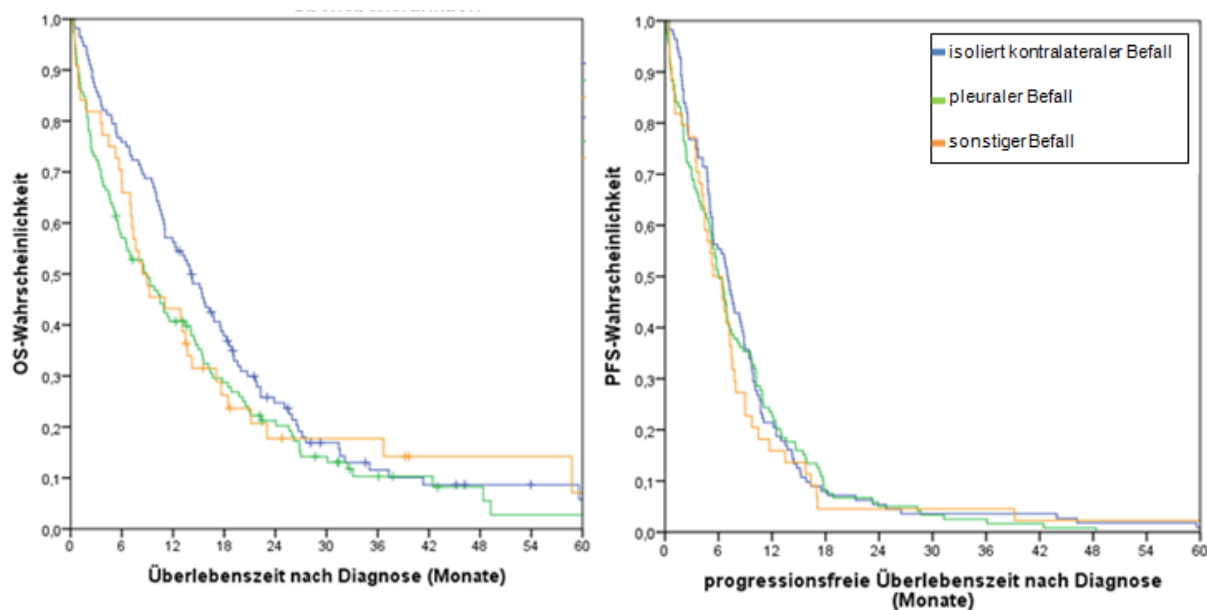 1,0
0,9
0,8
0,7
0,6
0,5
0,4
0,3
0,2
0,1
0,0
OS-Wahrscheinlichkeit
0 6 12 18 24 30 36 42 48 54 60
Überlebenszeit nach Diagnose (Monate)
1,0
0,9
0,8
0,7
0,6
0,5
0,4
0,3
0,2
0,1
0,0
PFS-Wahrscheinlichkeit
isoliert kontralateraler Befall
pleuraler Befall
sonstiger Befall
0 6 12 18 24 30 36 42 48 54 60
progressionsfreie Überlebenszeit nach Diagnose
(Monate)